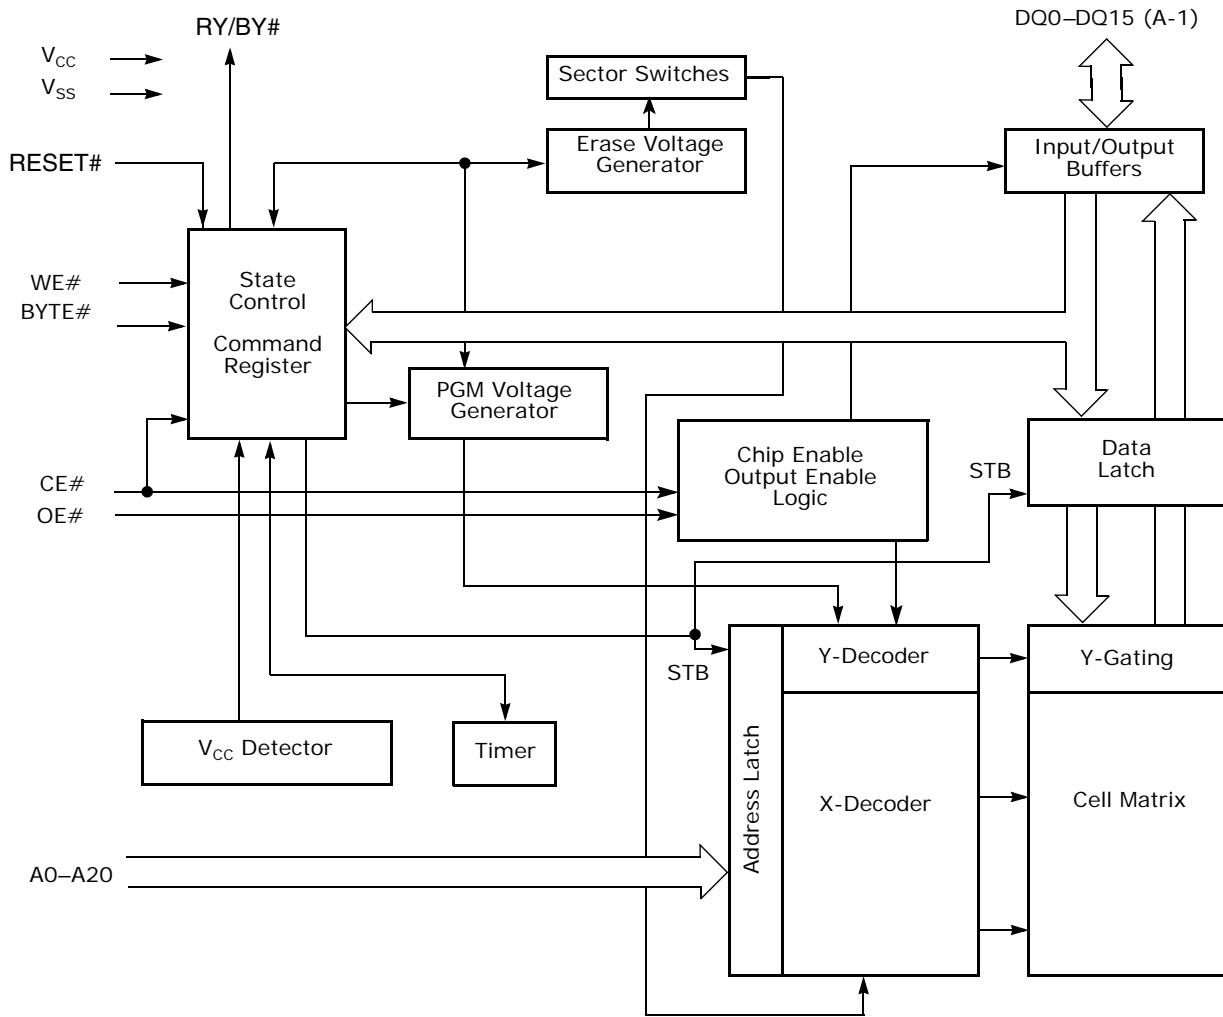 RY/BY#
DQ0–DQ15 (A-1)
VCC
VSS
Sector Switches
RESET#
Erase Voltage
Generator
Input/Output
Buffers
WE#
BYTE#
State
Control
Command
Register
PGM Voltage
Generator
Chip Enable
Output Enable
Logic
Data
Latch
STB
CE#
OE#
STB
Y-Decoder
Y-Gating
VCC Detector
Timer
Address Latch
X-Decoder
Cell Matrix
A0–A20